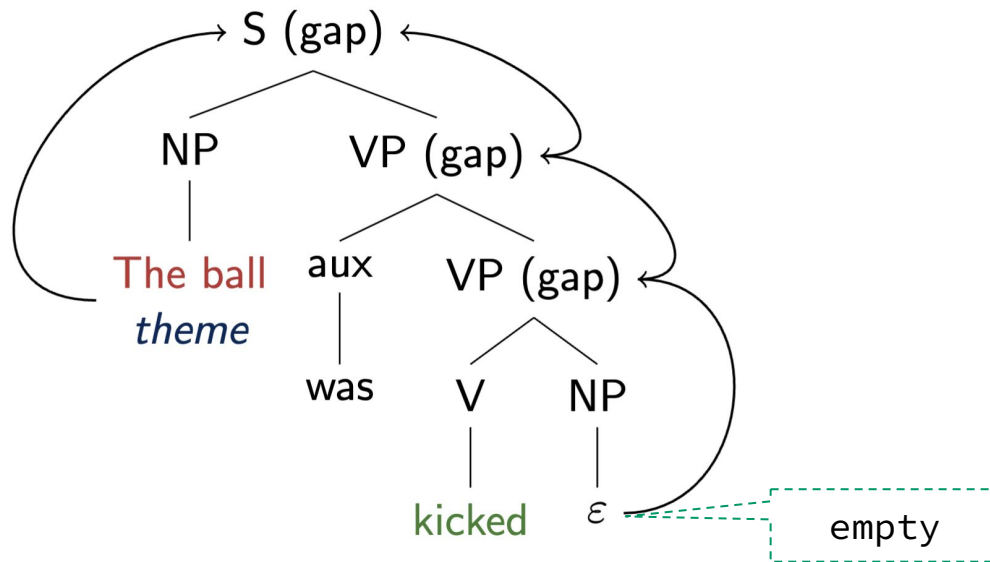 S (gap)
NP VP (gap)
The ball aux VP (gap)
theme
was V NP
kicked ε empty